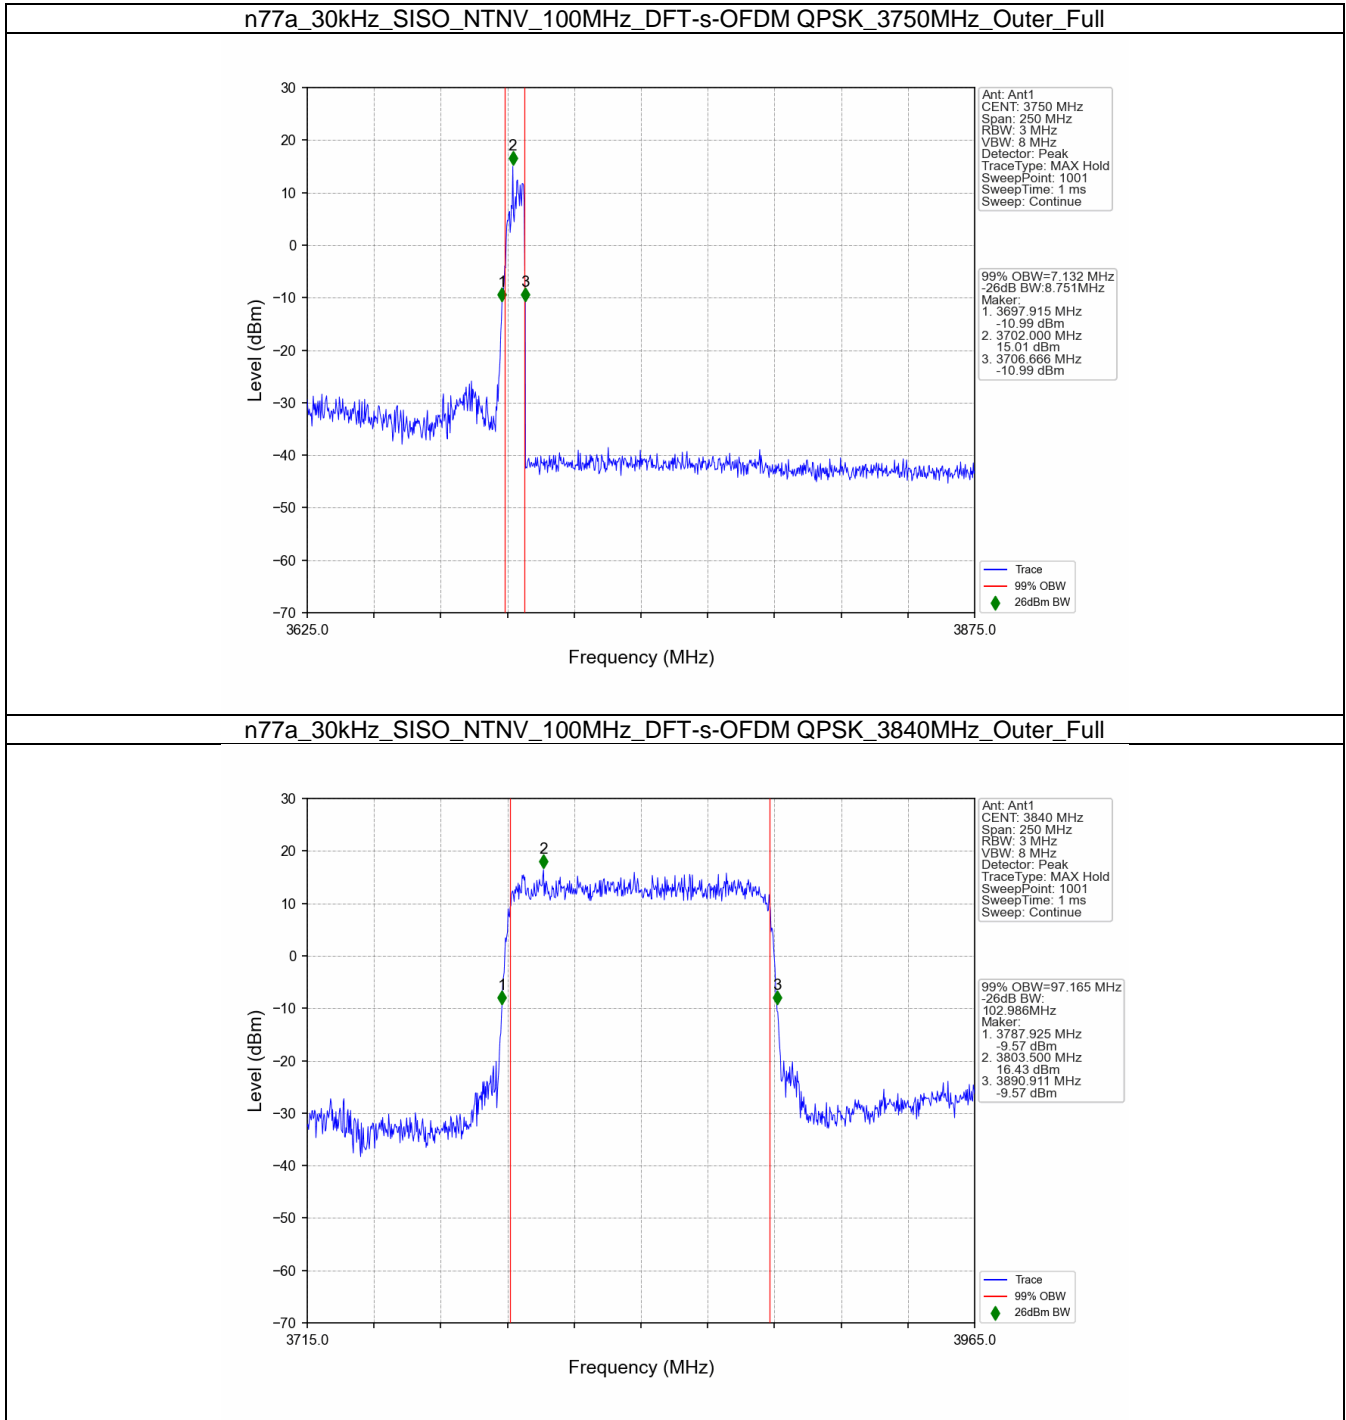 n77a_30kHz_SISO_NTNV_100MHz_DFT-s-OFDM QPSK_3750MHz_Outer_Full
30
20
10
0
−10
−20
−30
−40
−50
−60
−70
Level (dBm)
3625.0
3875.0
Frequency (MHz)
1
2
3
Ant: Ant1
CENT: 3750 MHz
Span: 250 MHz
RBW: 3 MHz
VBW: 8 MHz
Detector: Peak
TraceType: MAX Hold
SweepPoint: 1001
SweepTime: 1 ms
Sweep: Continue
99% OBW=7.132 MHz
-26dB BW:8.751MHz
Maker:
1. 3697.915 MHz
-10.99 dBm
2. 3702.000 MHz
15.01 dBm
3. 3706.666 MHz
-10.99 dBm
Trace
99% OBW
26dBm BW
n77a_30kHz_SISO_NTNV_100MHz_DFT-s-OFDM QPSK_3840MHz_Outer_Full
30
20
10
0
−10
−20
−30
−40
−50
−60
−70
Level (dBm)
3715.0
3965.0
Frequency (MHz)
1
2
3
Ant: Ant1
CENT: 3840 MHz
Span: 250 MHz
RBW: 3 MHz
VBW: 8 MHz
Detector: Peak
TraceType: MAX Hold
SweepPoint: 1001
SweepTime: 1 ms
Sweep: Continue
99% OBW=97.165 MHz
-26dB BW:
102.986MHz
Maker:
1. 3787.925 MHz
-9.57 dBm
2. 3803.500 MHz
16.43 dBm
3. 3890.911 MHz
-9.57 dBm
Trace
99% OBW
26dBm BW